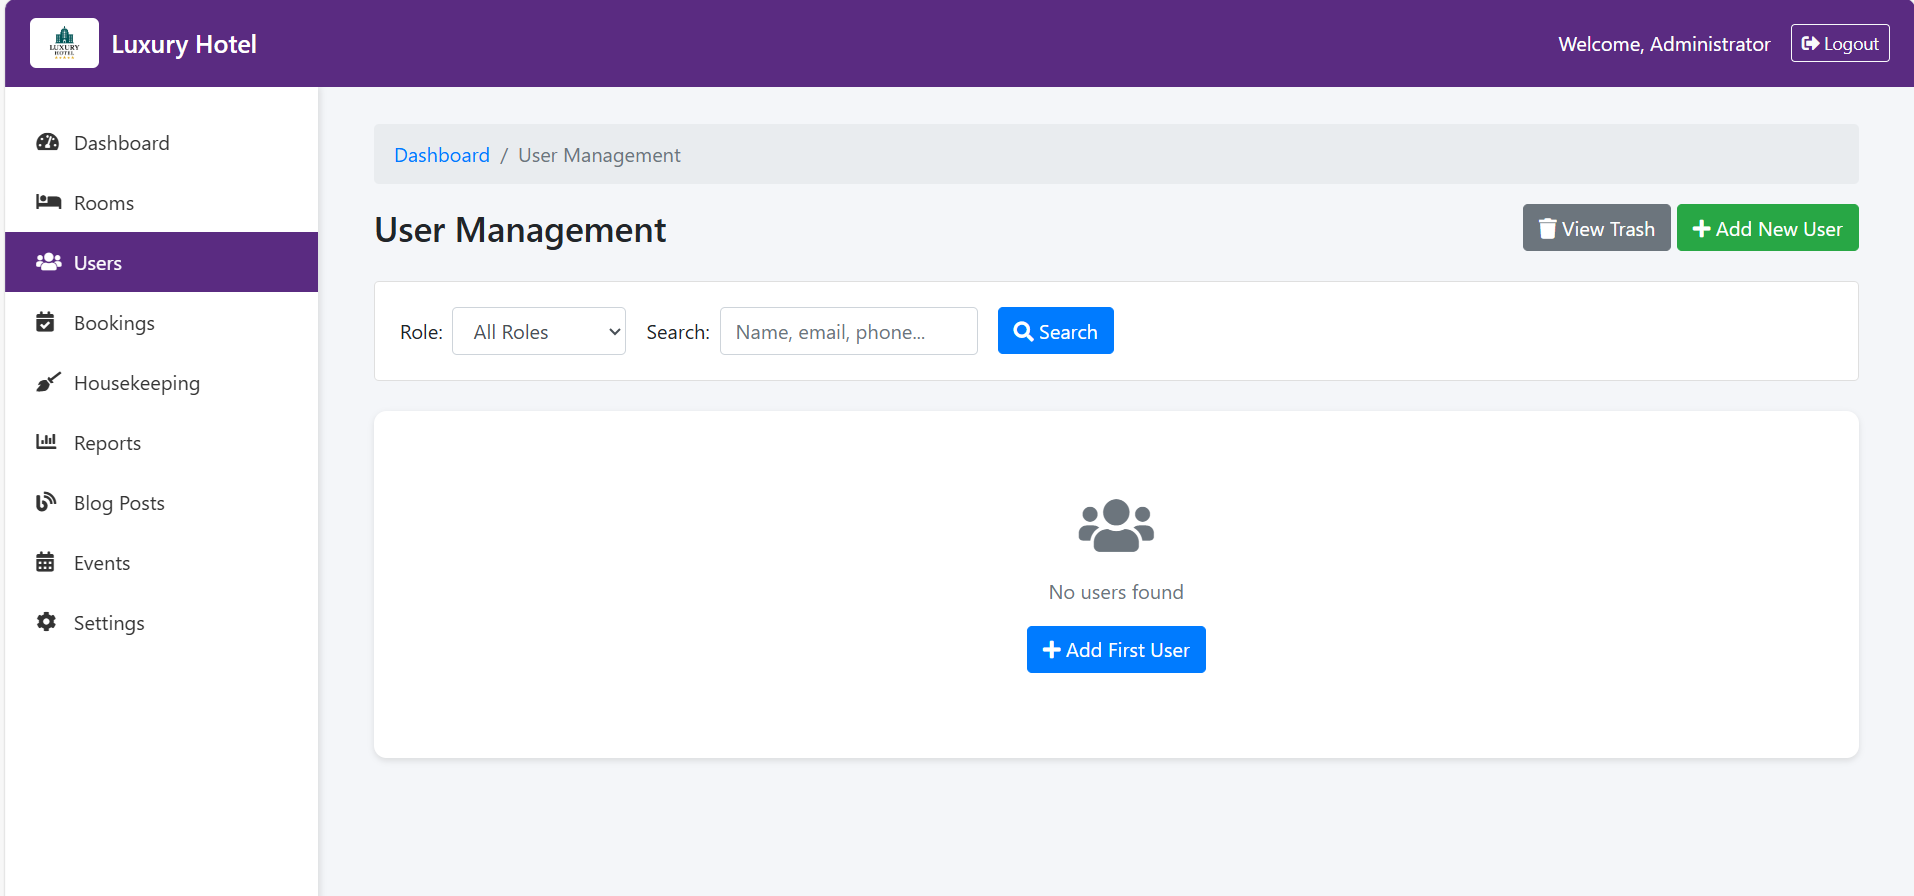 LUXURY
HOTEL
Luxury Hotel
Welcome, Administrator
Logout
Dashboard
Rooms
Users
Bookings
Housekeeping
Reports
Blog Posts
Events
Settings
Dashboard / User Management
User Management
View Trash
Add New User
Role: All Roles Search: Name, email, phone... Search
No users found
Add First User